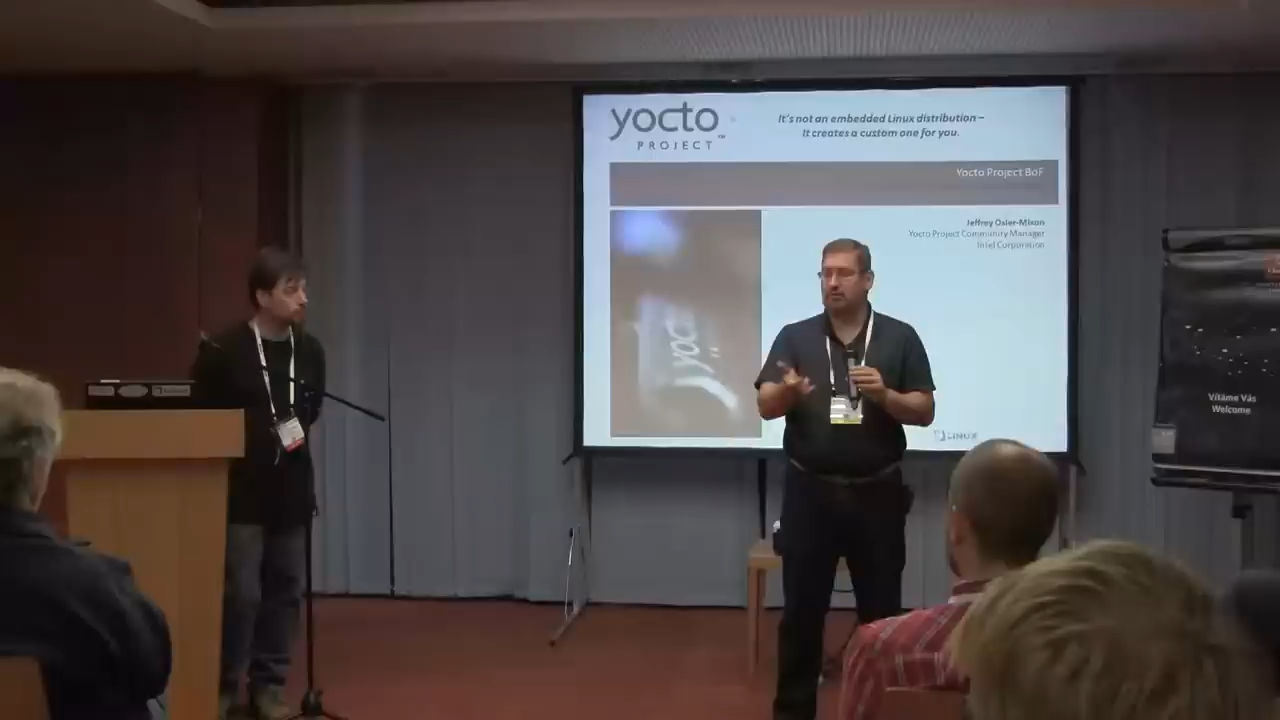 yocto
PROJECT
It's not an embedded Linux distribution –
It creates a custom one for you.
Yocto Project BoF
Jeffrey Osier-Mixon
Yocto Project Community Manager
Intel Corporation
yoc
LINUX
Vítáme Vás
Welcome